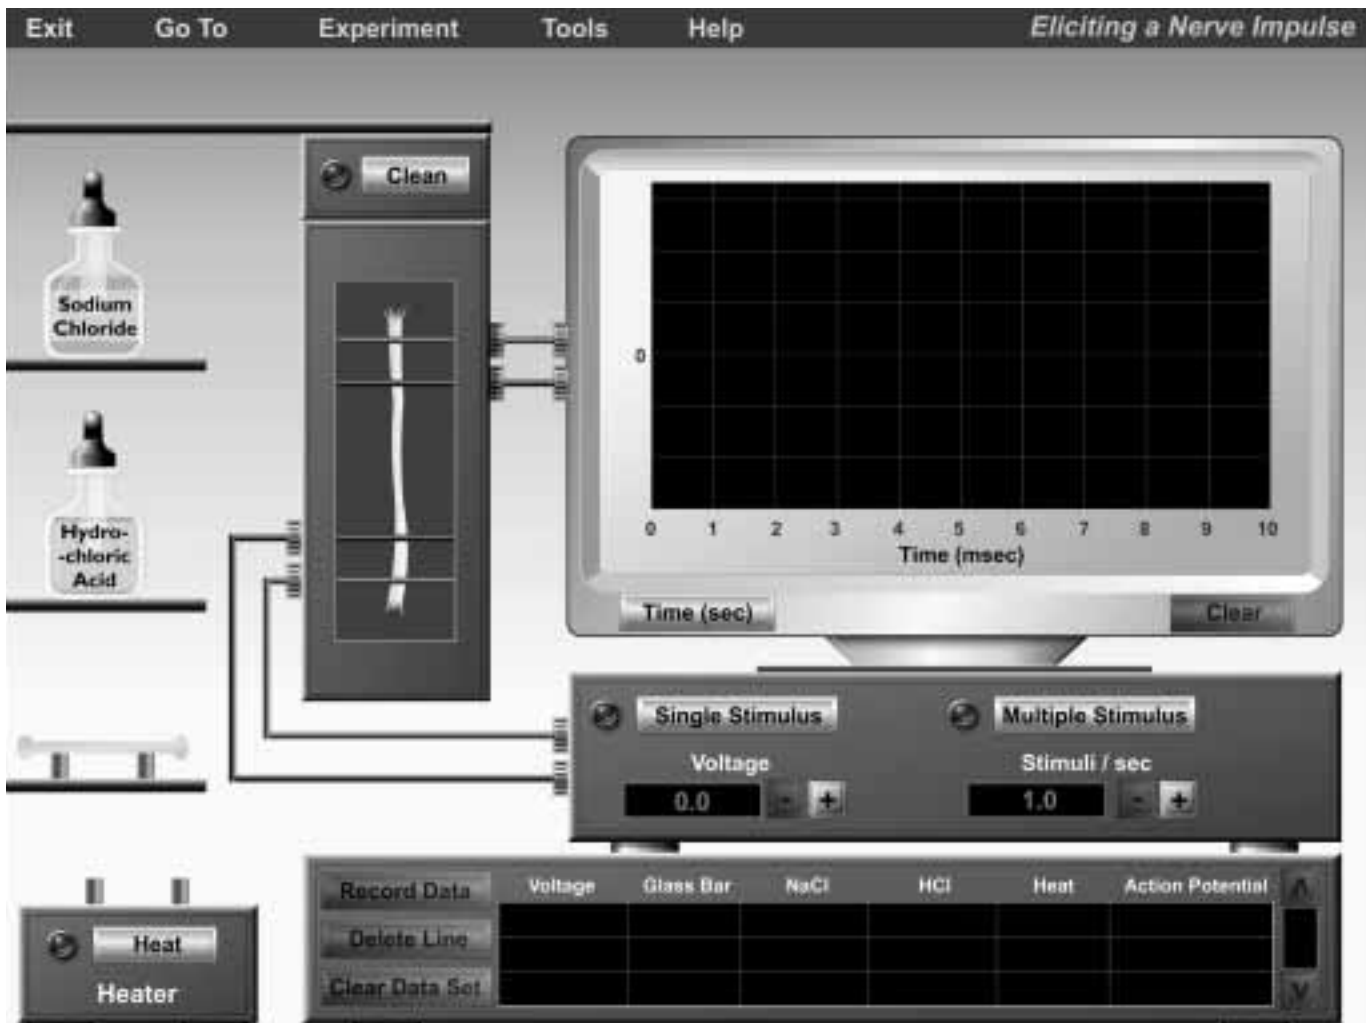 Exit Go To Experiment Tools Help Eliciting a Nerve Impulse
Clean
Sodium
Chloride
Hydro-
-chloric
Acid
0
0 1 2 3 4 5 6 7 8 9 10
Time (msec)
Time (sec) Clear
Single Stimulus Multiple Stimulus
Voltage Stimuli / sec
0.0 - + 1.0 - +
Heat
Heater
Record Data Voltage Glass Bar NaCl HCl Heat Action Potential
Delete Line
Clear Data Set